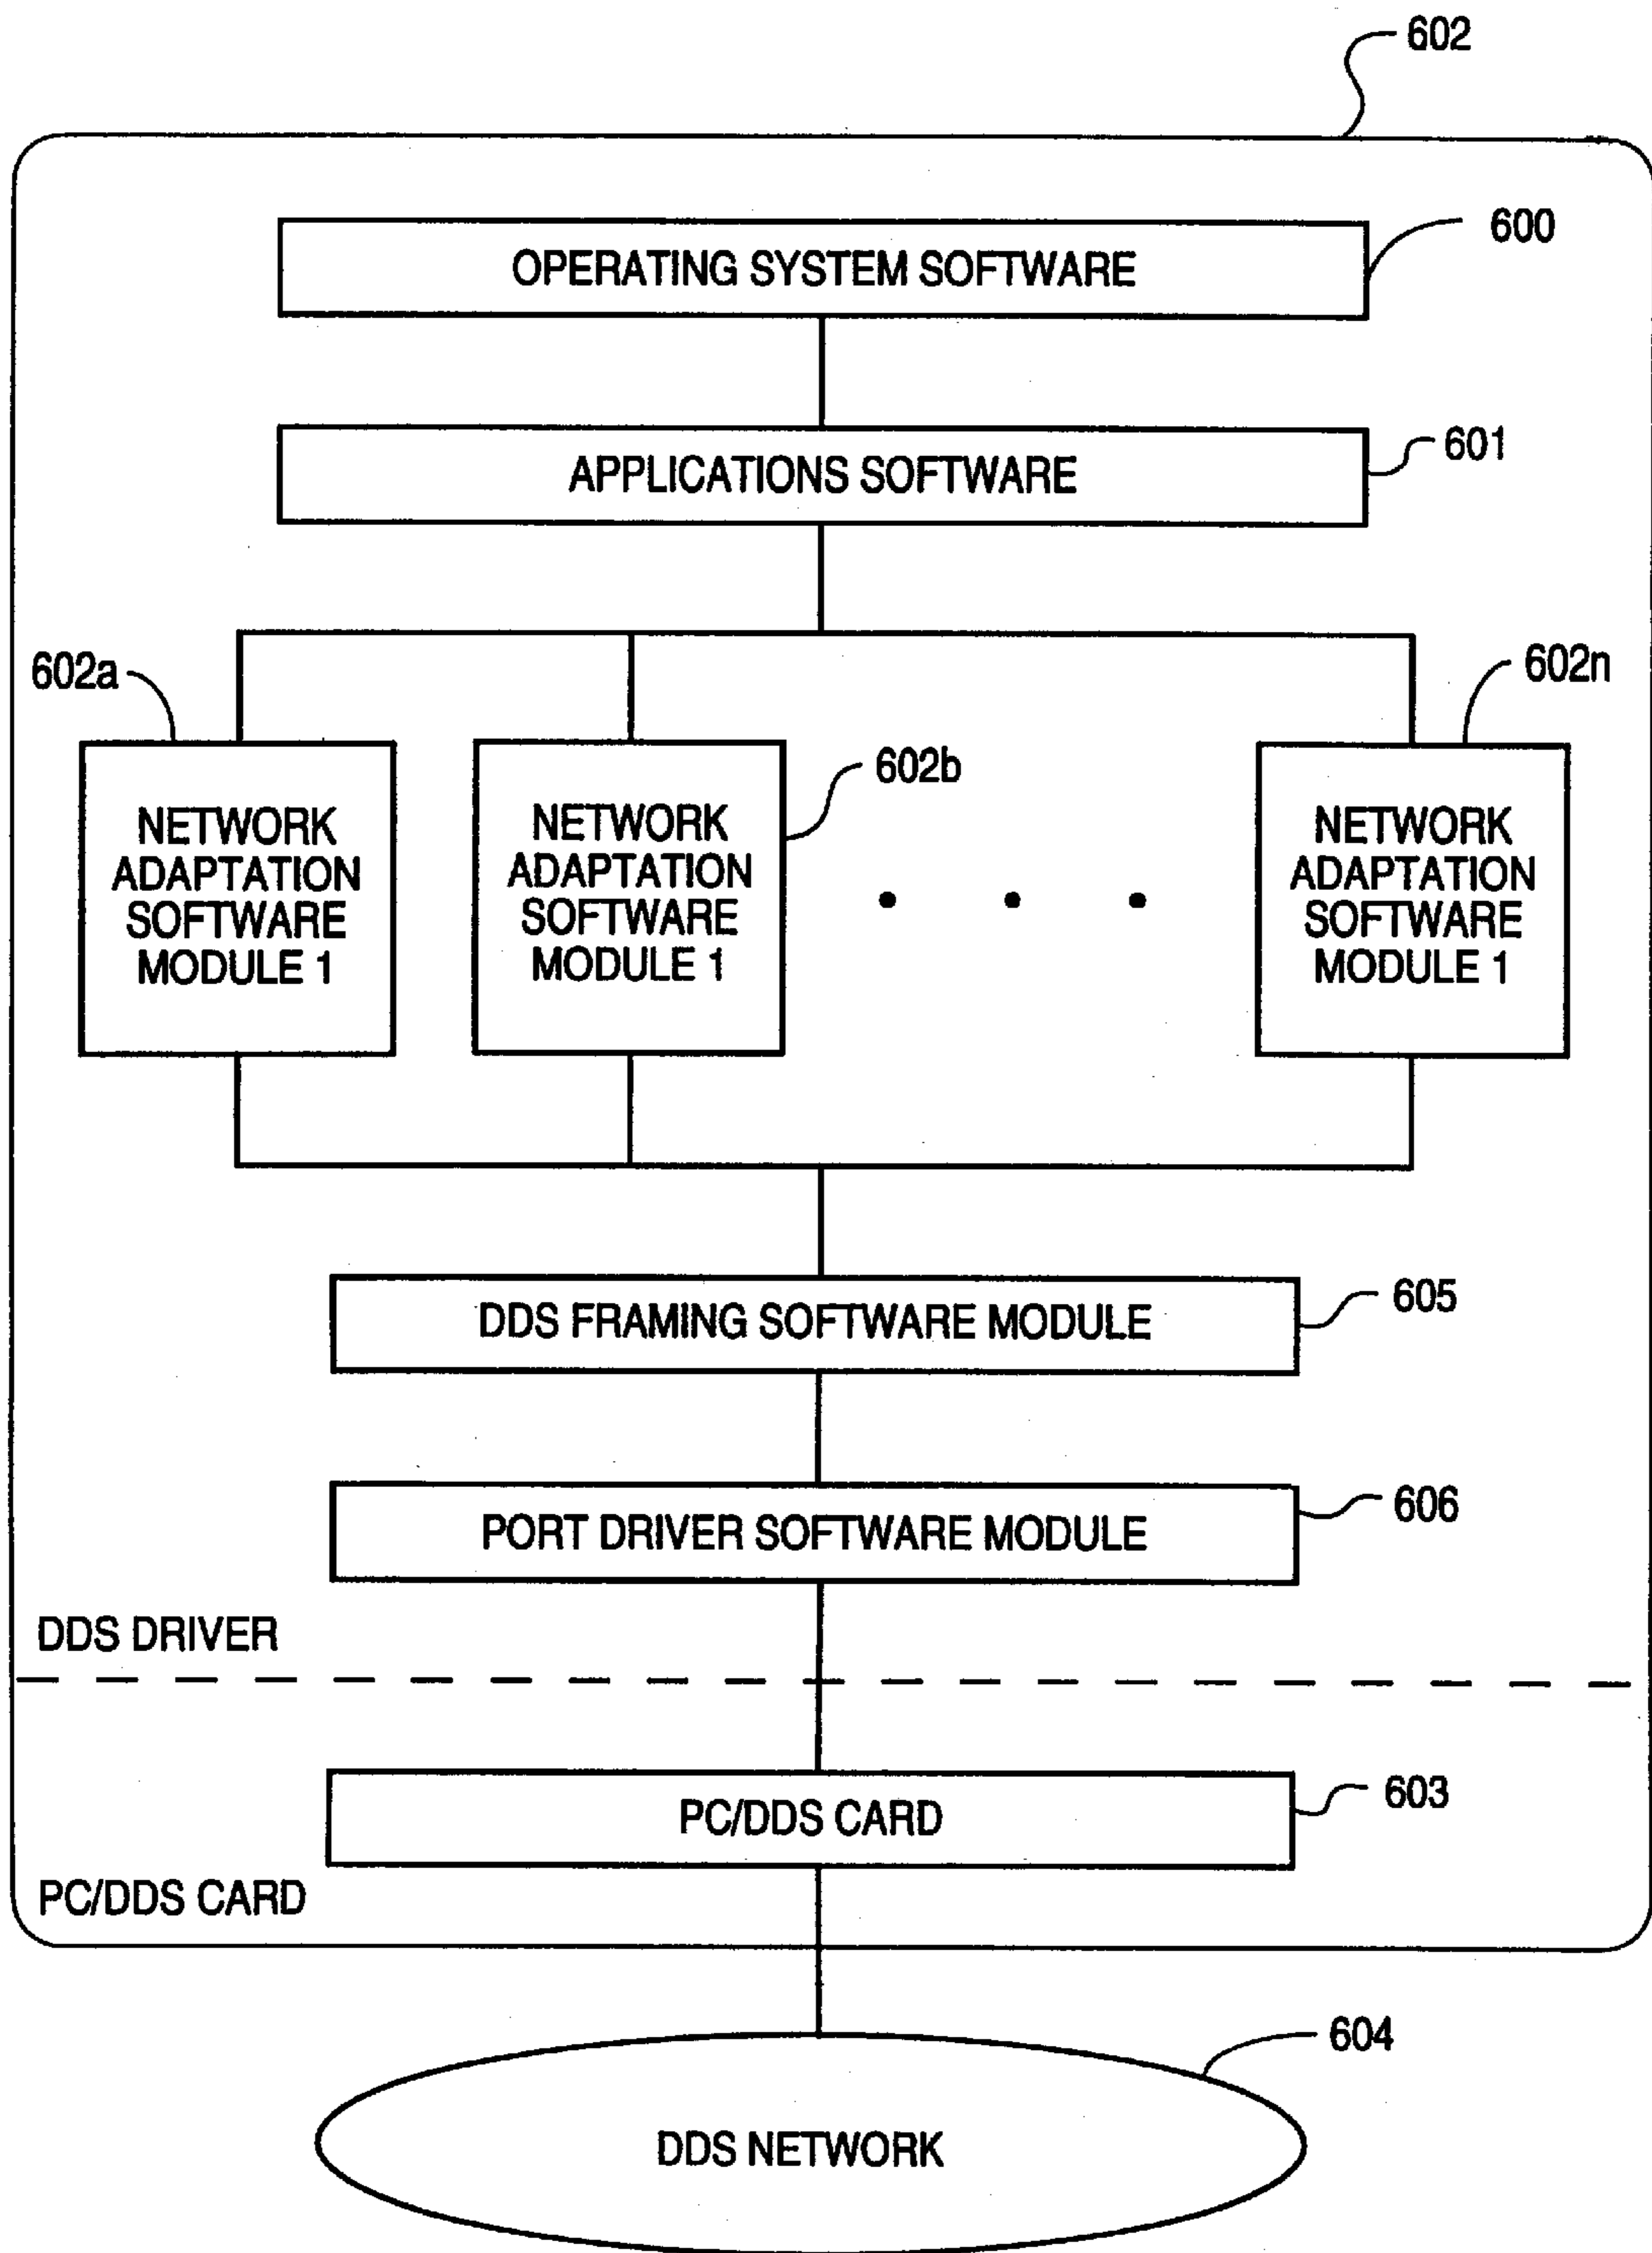 602
OPERATING SYSTEM SOFTWARE
600
APPLICATIONS SOFTWARE
601
602a
602n
602b
NETWORK
ADAPTATION
SOFTWARE
MODULE 1
NETWORK
ADAPTATION
SOFTWARE
MODULE 1
NETWORK
ADAPTATION
SOFTWARE
MODULE 1
DDS FRAMING SOFTWARE MODULE
605
PORT DRIVER SOFTWARE MODULE
606
DDS DRIVER
PC/DDS CARD
603
PC/DDS CARD
604
DDS NETWORK